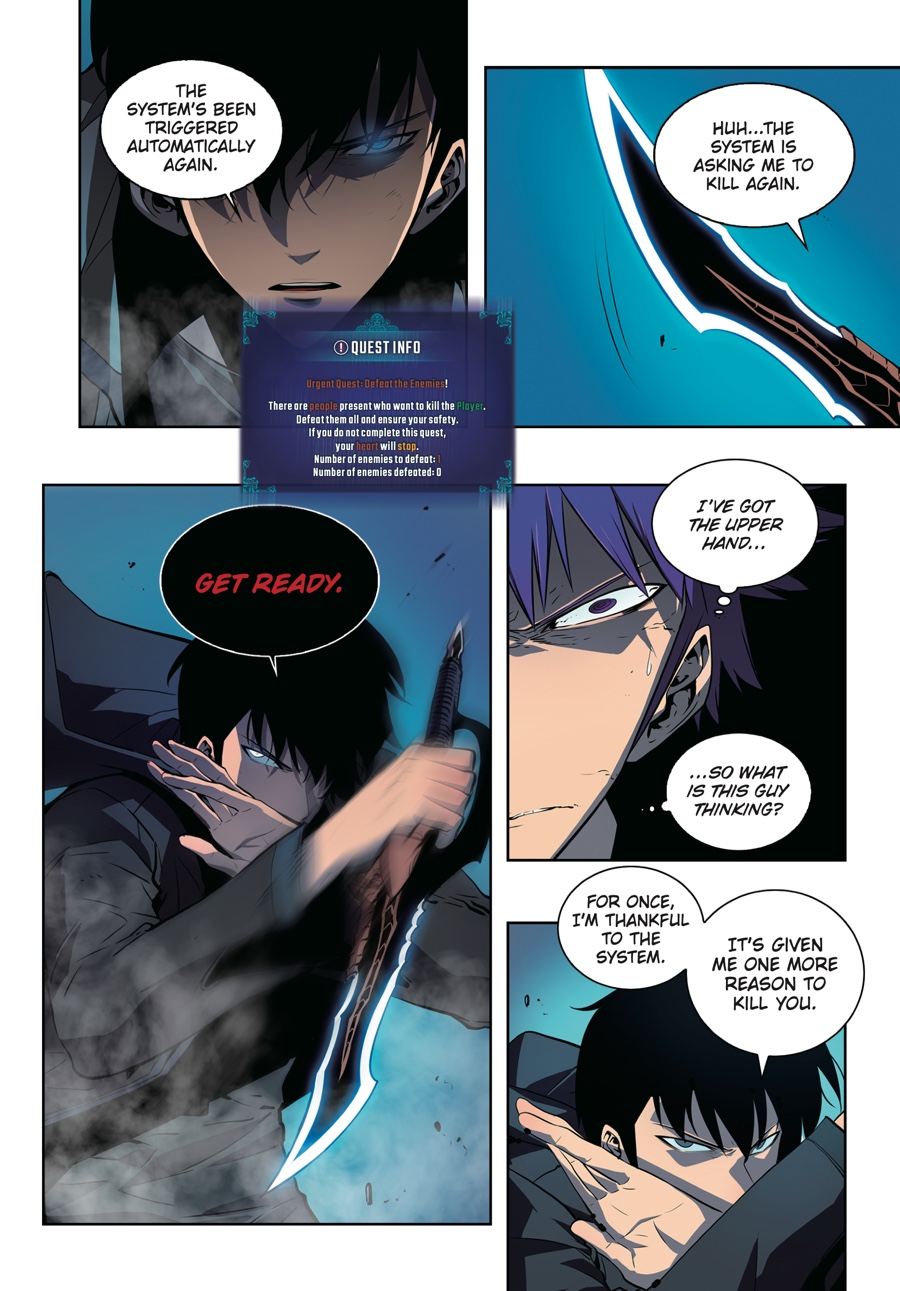 THE
SYSTEM'S BEEN
TRIGGERED
AUTOMATICALLY
AGAIN.
HUH...THE
SYSTEM IS
ASKING ME TO
KILL AGAIN.
! QUEST INFO
Urgent Quest: Defeat the Enemies!
There are people present who want to kill the Player.
Defeat them all and ensure your safety.
If you do not complete this quest,
your heart will stop.
Number of enemies to defeat: 1
Number of enemies defeated: 0
GET READY.
I'VE GOT
THE UPPER
HAND...
...SO WHAT
IS THIS GUY
THINKING?
FOR ONCE,
I'M THANKFUL
TO THE
SYSTEM.
IT'S GIVEN
ME ONE MORE
REASON TO
KILL YOU.